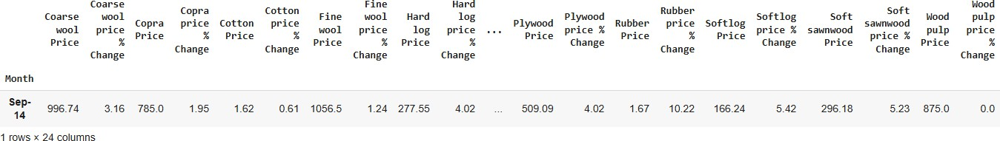 Coarse wool Price Coarse wool price % Change Copra Price Copra price % Change Cotton Price Cotton price % Change Fine wool Price Fine wool price % Change Hard log Price Hard log price % Change ... Plywood Price Plywood price % Change Rubber Price Rubber price % Change Softlog Price Softlog price % Change Soft sawnwood Price Soft sawnwood price % Change Wood pulp Price Wood pulp price % Change
Month
Sep-14 996.74 3.16 785.0 1.95 1.62 0.61 1056.5 1.24 277.55 4.02 ... 509.09 4.02 1.67 10.22 166.24 5.42 296.18 5.23 875.0 0.0
1 rows × 24 columns